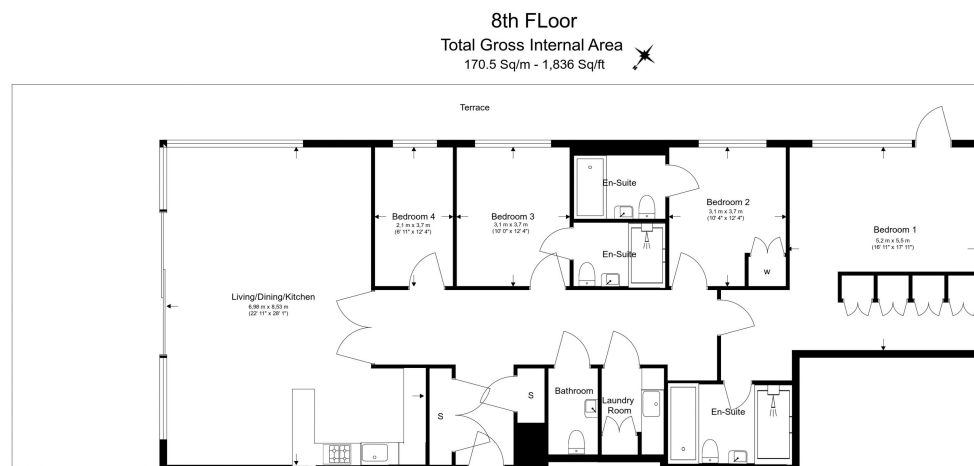 8th FLoor
Total Gross Internal Area
170.5 Sq/m - 1,836 Sq/ft
Terrace
En-Suite
Bedroom 4
2,1 m x 3,7 m
(6' 11" x 12' 4")
Bedroom 3
3,1 m x 3,7 m
(10' 0" x 12' 4")
Bedroom 2
3,1 m x 3,7 m
(10' 4" x 12' 4")
Bedroom 1
5,2 m x 5,5 m
(16' 11" x 17' 11")
En-Suite
W
Living/Dining/Kitchen
6,98 m x 8,53 m
(22' 11" x 28' 1")
S
S
Bathroom
Laundry
Room
En-Suite